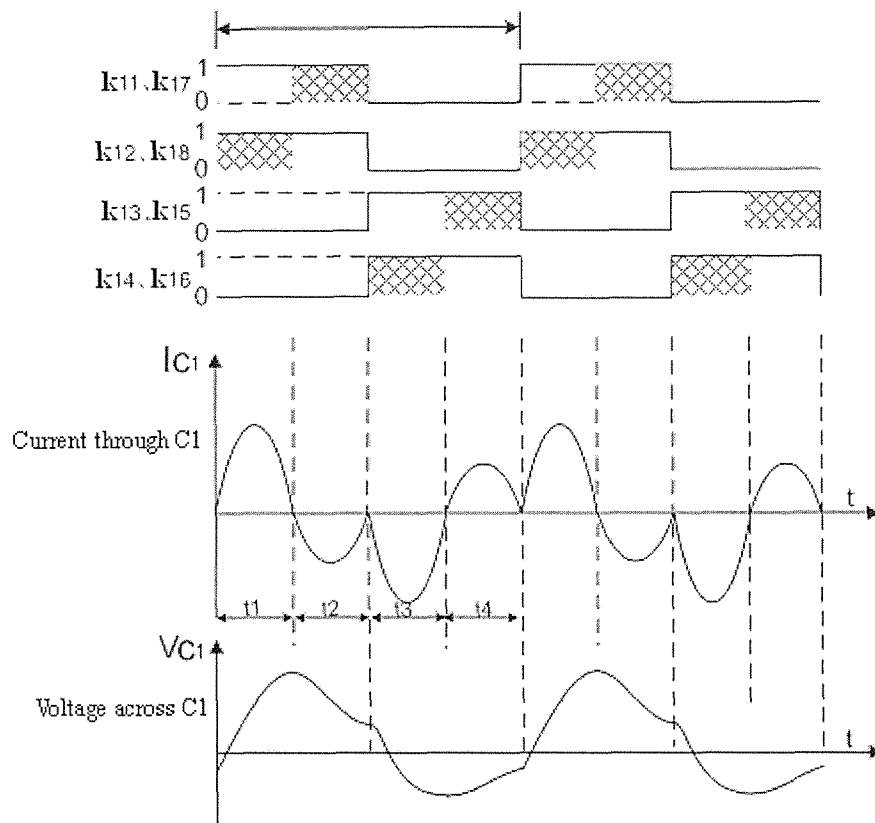 k11、k17 1
0
k12、k18 1
0
k13、k15 1
0
k14、k16 1
0
IC1
Current through C1
t
t1 t2 t3 t4
VC1
Voltage across C1
t